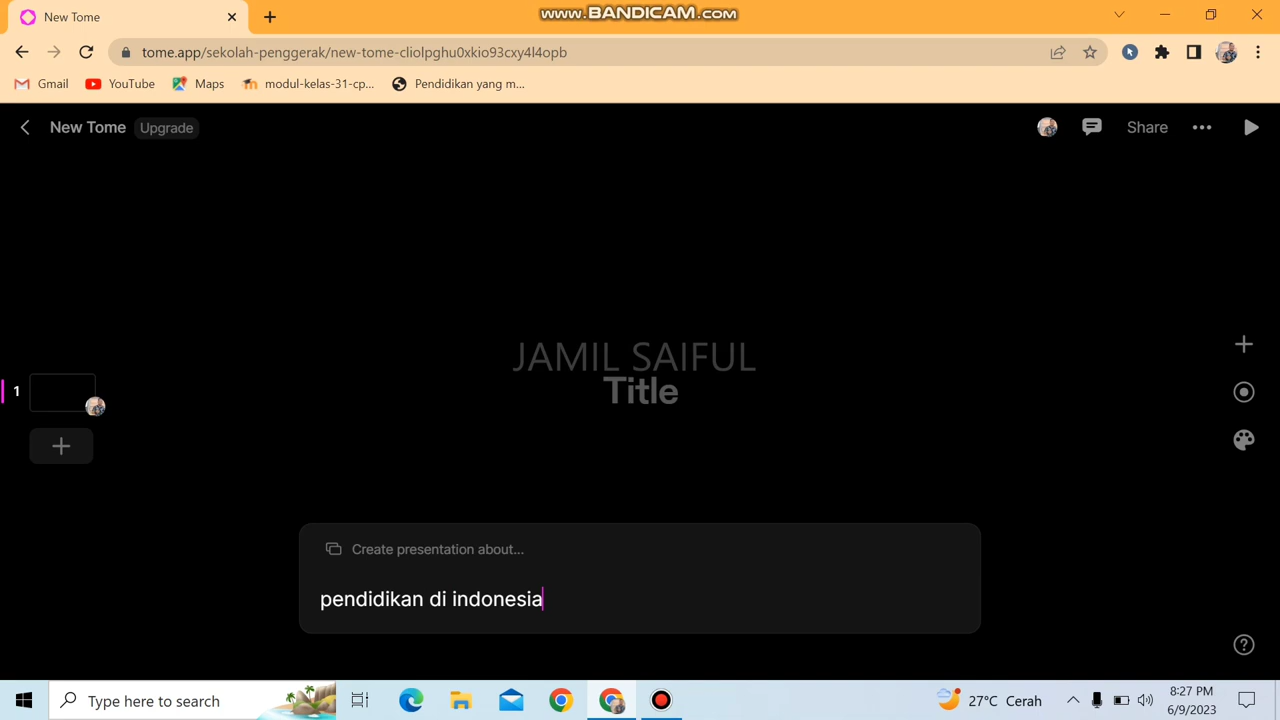 New Tome
www.BANDICAM.com
tome.app/sekolah-penggerak/new-tome-cliolpghu0xkio93cxy4l4opb
Gmail
YouTube
Maps
modul-kelas-31-cp...
Pendidikan yang m...
New Tome
Upgrade
Share
JAMIL SAIFUL
Title
1
Create presentation about...
pendidikan di indonesia
Type here to search
27°C Cerah
8:27 PM
6/9/2023